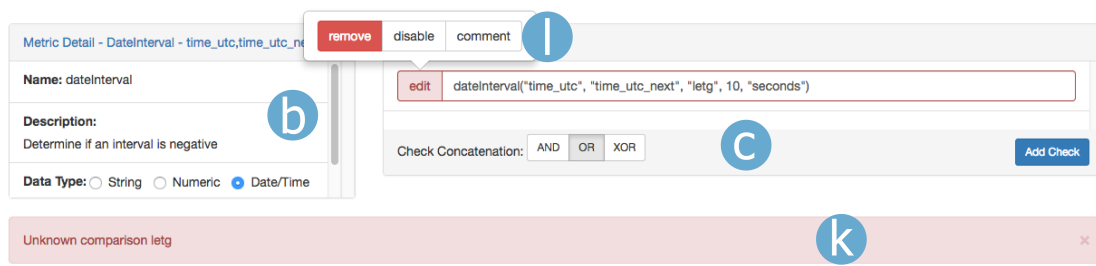 remove disable comment l
Metric Detail - DateInterval - time_utc,time_utc_ne
Name: dateInterval
b
Description:
Determine if an interval is negative
Data Type: String Numeric Date/Time
edit dateInterval("time_utc", "time_utc_next", "letg", 10, "seconds")
Check Concatenation: AND OR XOR c Add Check
Unknown comparison letg k ×